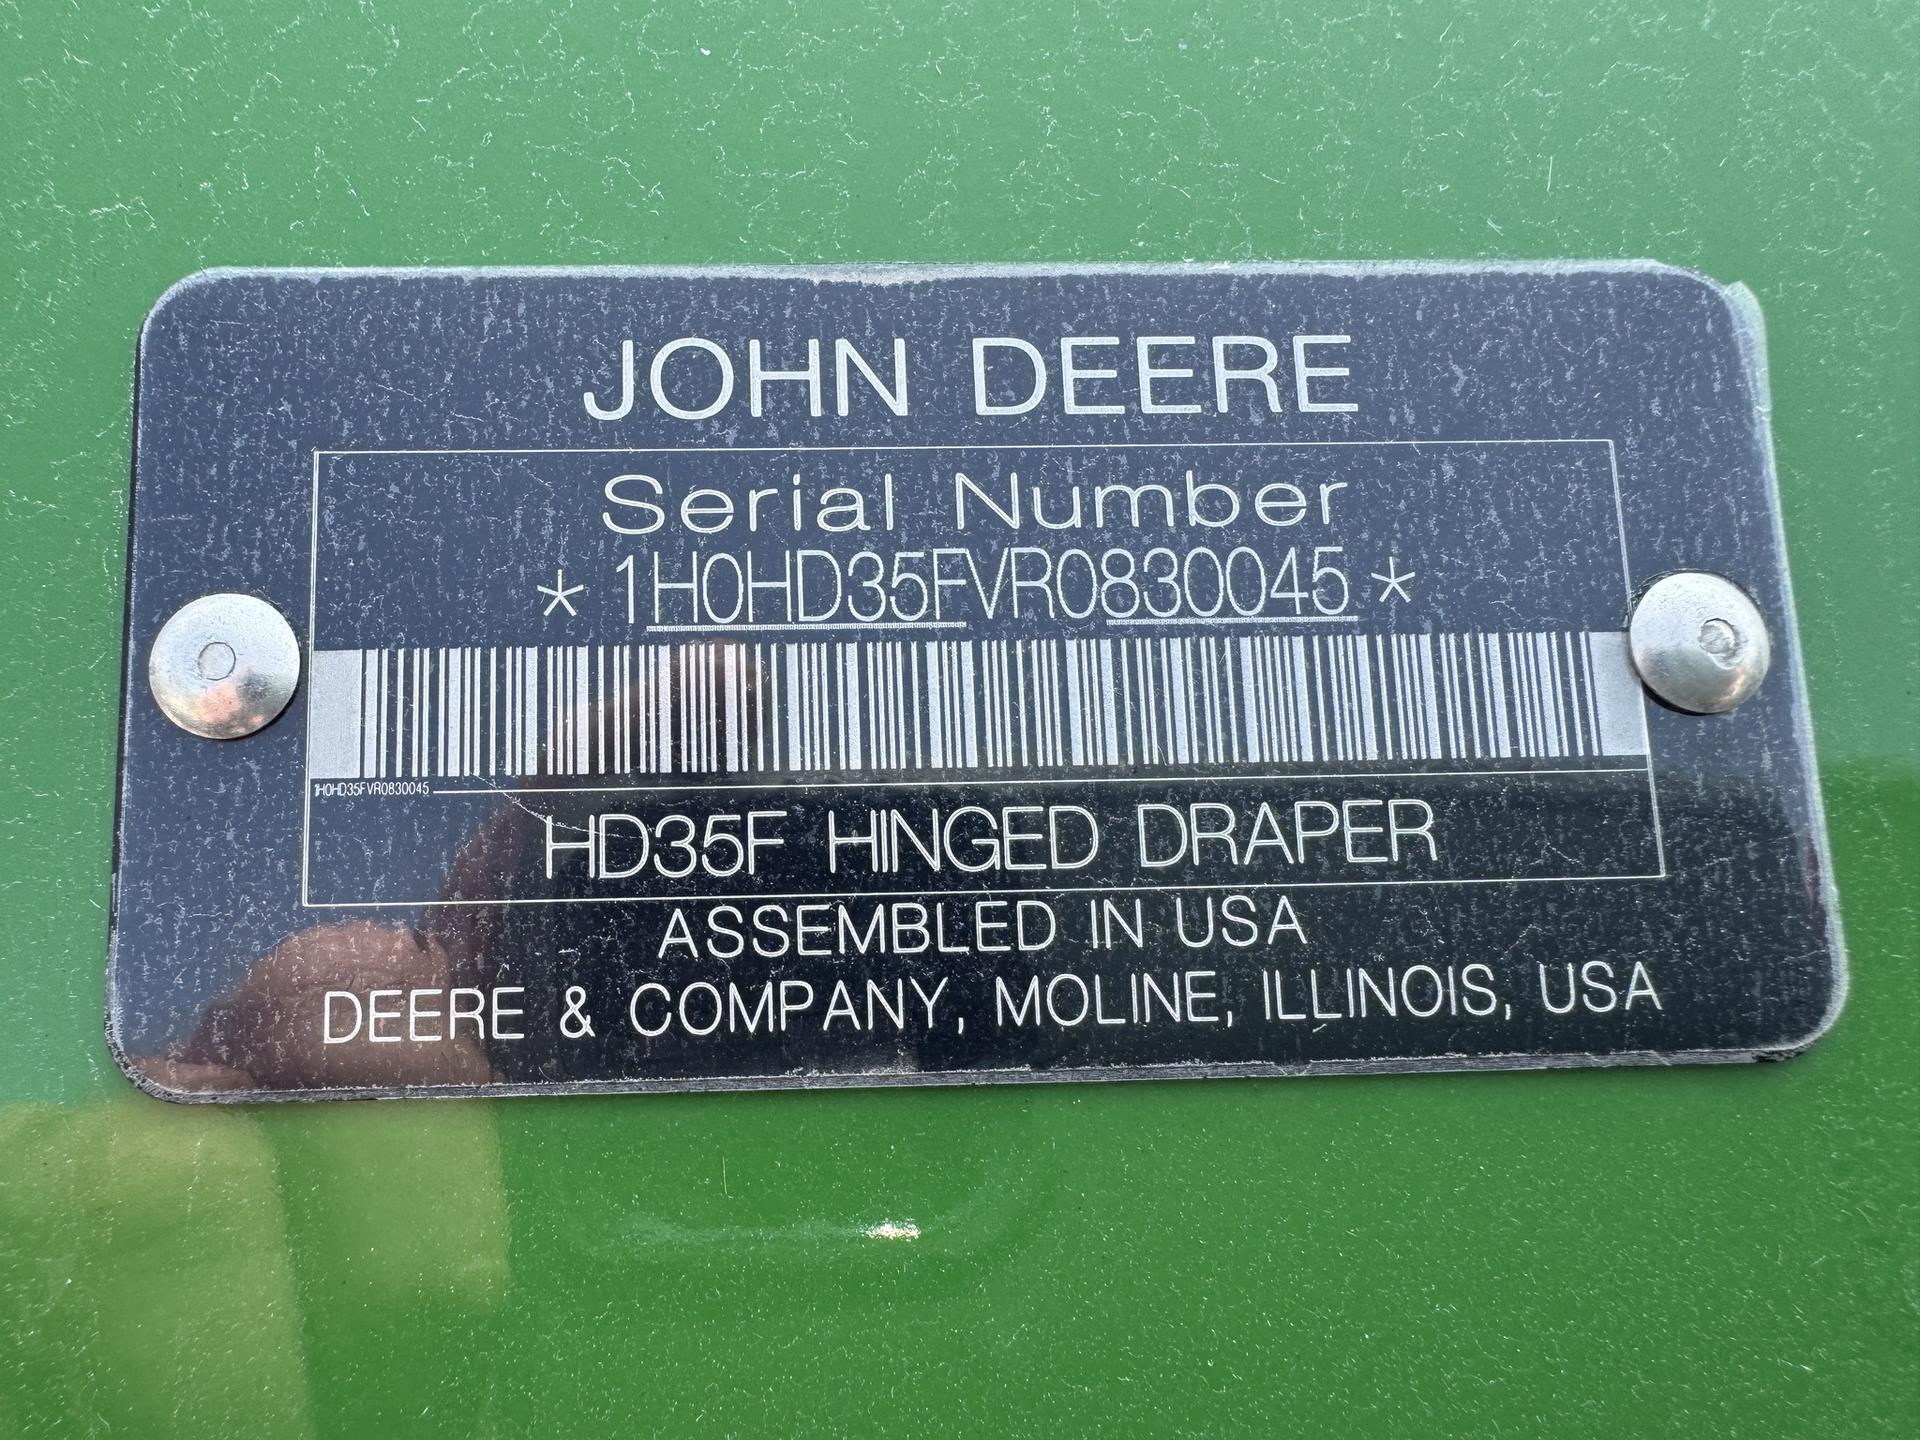 JOHN DEERE
Serial Number
* 1H0HD35FVR0830045 *
1H0HD35FVR0830045
HD35F HINGED DRAPER
ASSEMBLED IN USA
DEERE & COMPANY, MOLINE, ILLINOIS, USA